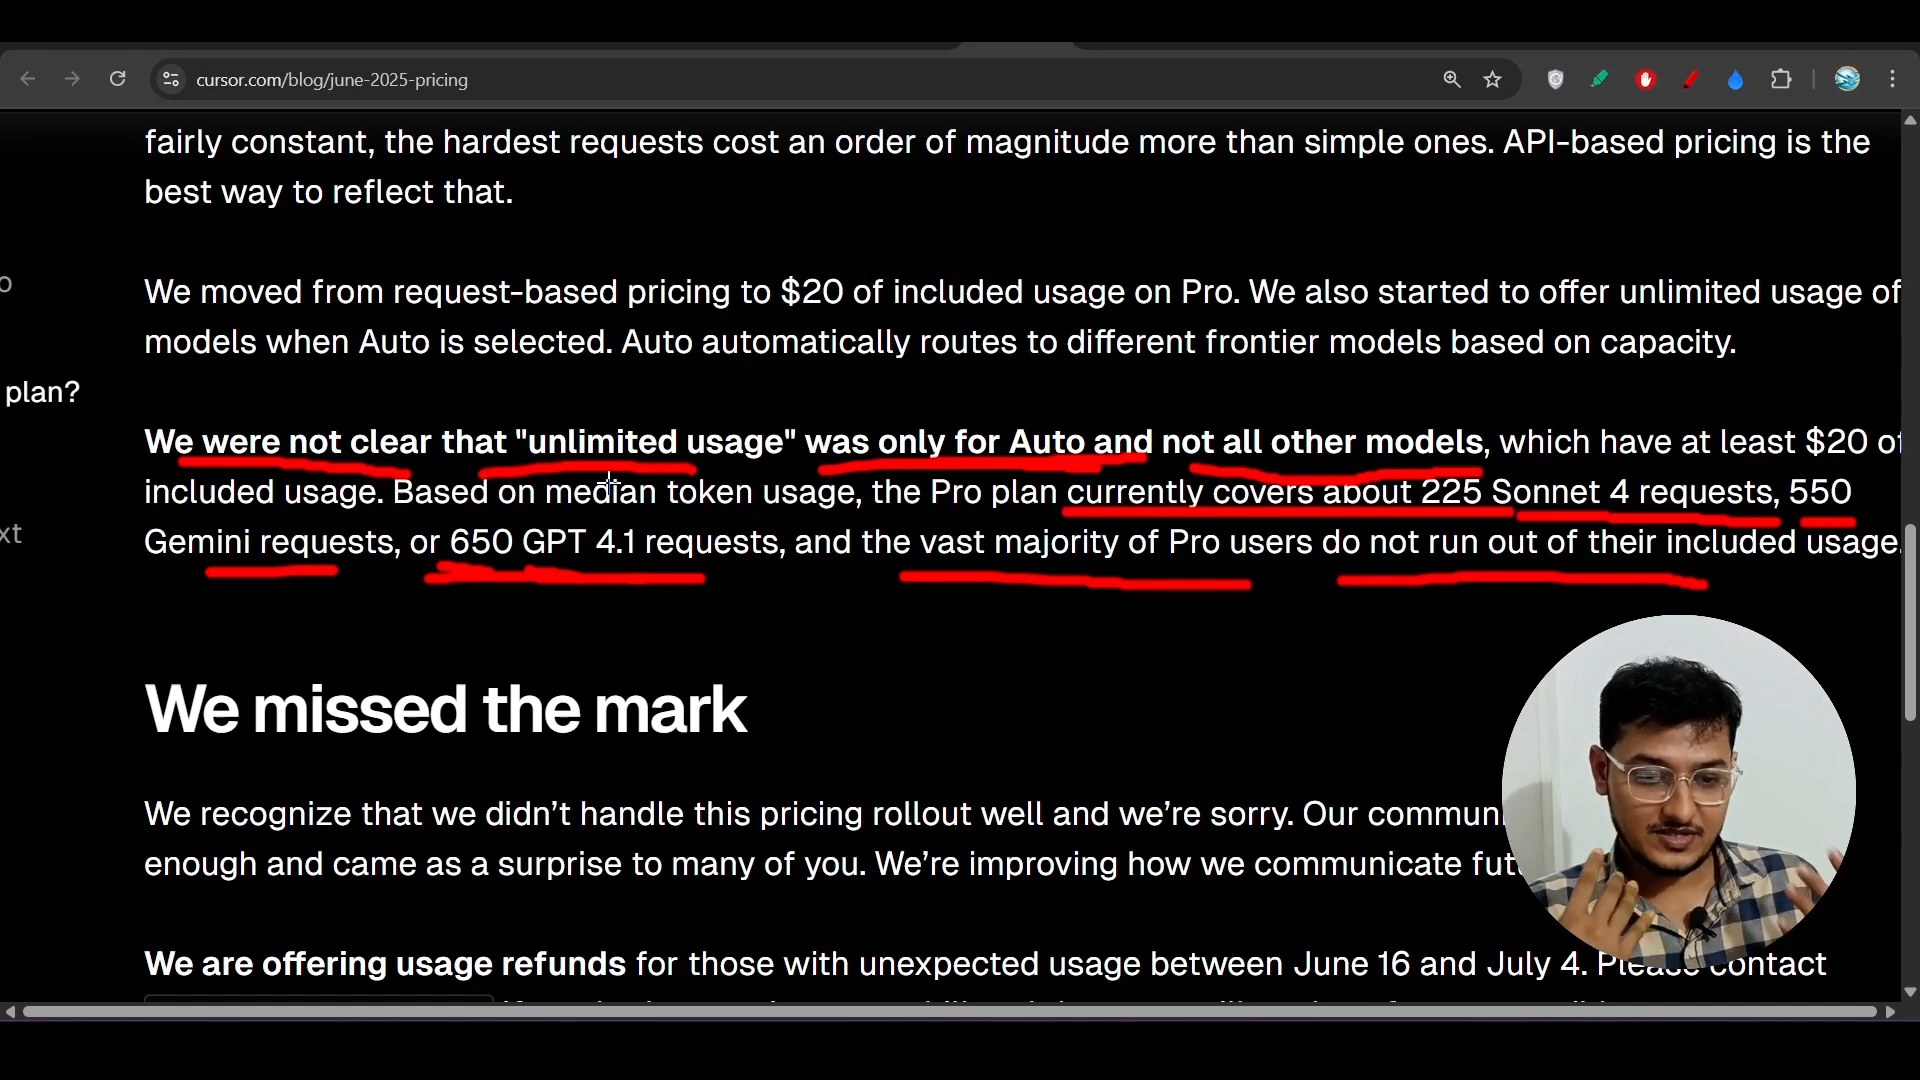 cursor.com/blog/june-2025-pricing
fairly constant, the hardest requests cost an order of magnitude more than simple ones. API-based pricing is the
best way to reflect that.
o
We moved from request-based pricing to $20 of included usage on Pro. We also started to offer unlimited usage of
models when Auto is selected. Auto automatically routes to different frontier models based on capacity.
plan?
We were not clear that "unlimited usage" was only for Auto and not all other models, which have at least $20 of
included usage. Based on median token usage, the Pro plan currently covers about 225 Sonnet 4 requests, 550
xt
Gemini requests, or 650 GPT 4.1 requests, and the vast majority of Pro users do not run out of their included usage.
We missed the mark
We recognize that we didn’t handle this pricing rollout well and we’re sorry. Our
enough and came as a surprise to many of you. We’re improving how we communicate
We are offering usage refunds for those with unexpected usage between June 16 and July 4. Please contact